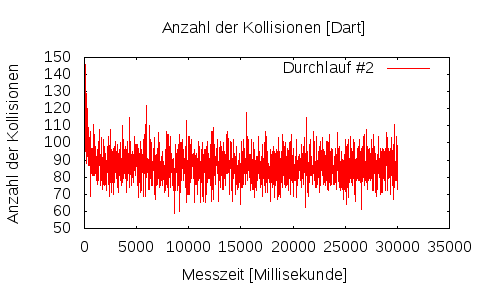 Anzahl der Kollisionen [Dart]
Durchlauf #2
Anzahl der Kollisionen
150
140
130
120
110
100
90
80
70
60
50
0 5000 10000 15000 20000 25000 30000 35000
Messzeit [Millisekunde]